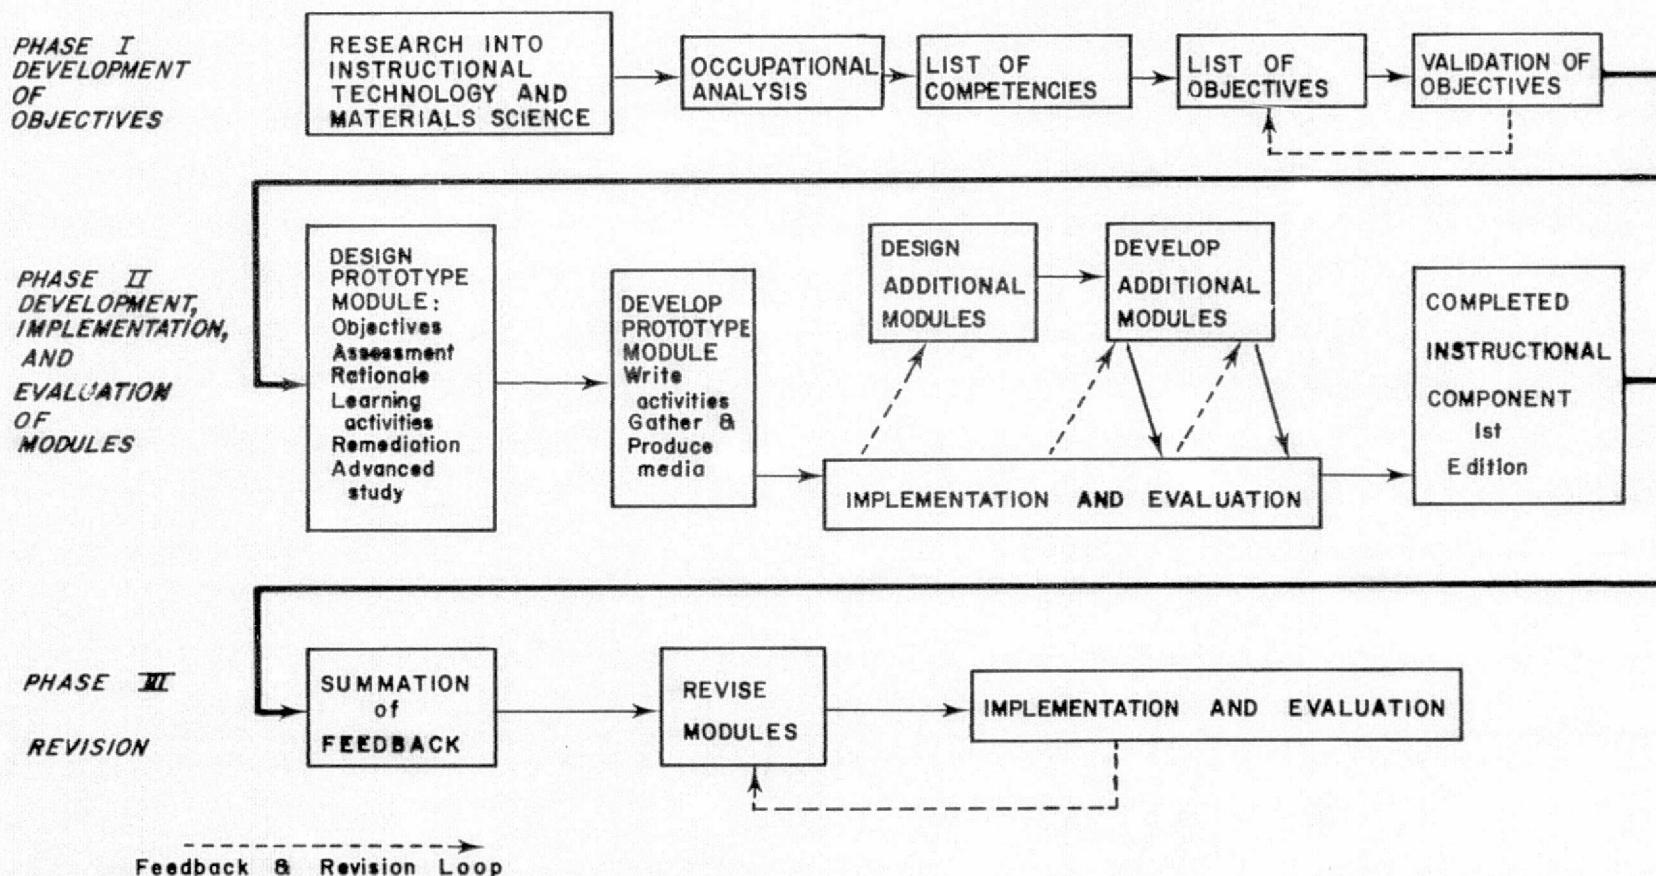 PHASE I
DEVELOPMENT
OF
OBJECTIVES
RESEARCH INTO
INSTRUCTIONAL
TECHNOLOGY AND
MATERIALS SCIENCE
OCCUPATIONAL
ANALYSIS
LIST OF
COMPETENCIES
LIST OF
OBJECTIVES
VALIDATION OF
OBJECTIVES
PHASE II
DEVELOPMENT,
IMPLEMENTATION,
AND
EVALUATION
OF
MODULES
DESIGN
PROTOTYPE
MODULE:
Objectives
Assessment
Rationale
Learning
activities
Remediation
Advanced
study
DEVELOP
PROTOTYPE
MODULE
Write
activities
Gather &
Produce
media
DESIGN
ADDITIONAL
MODULES
DEVELOP
ADDITIONAL
MODULES
IMPLEMENTATION AND EVALUATION
COMPLETED
INSTRUCTIONAL
COMPONENT
1st
Edition
PHASE III
REVISION
SUMMATION
of
FEEDBACK
REVISE
MODULES
IMPLEMENTATION AND EVALUATION
Feedback & Revision Loop